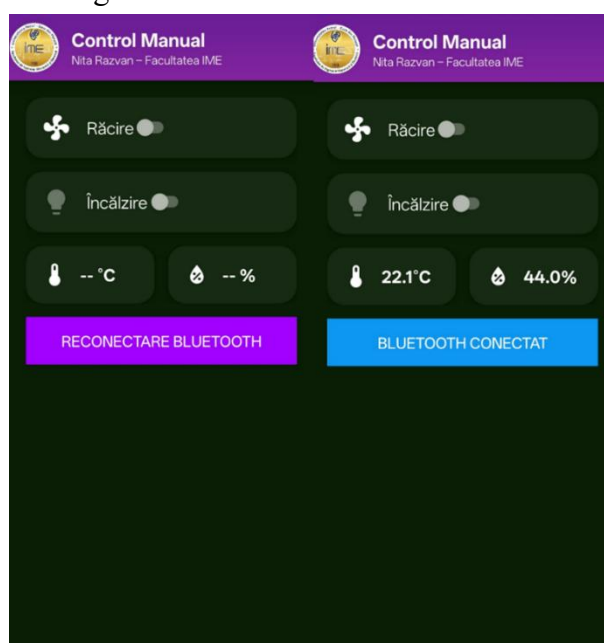 Control Manual
Nita Razvan – Facultatea IME
Răcire
Încălzire
-- °C
-- %
RECONECTARE BLUETOOTH
Control Manual
Nita Razvan – Facultatea IME
Răcire
Încălzire
22.1°C
44.0%
BLUETOOTH CONECTAT